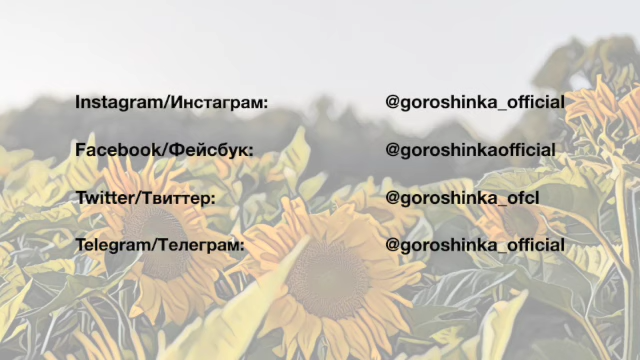 Instagram/Инстаграм: @goroshinka_official
Facebook/Фейсбук: @goroshinkaofficial
Twitter/Твиттер: @goroshinka_ofcl
Telegram/Телеграм: @goroshinka_official